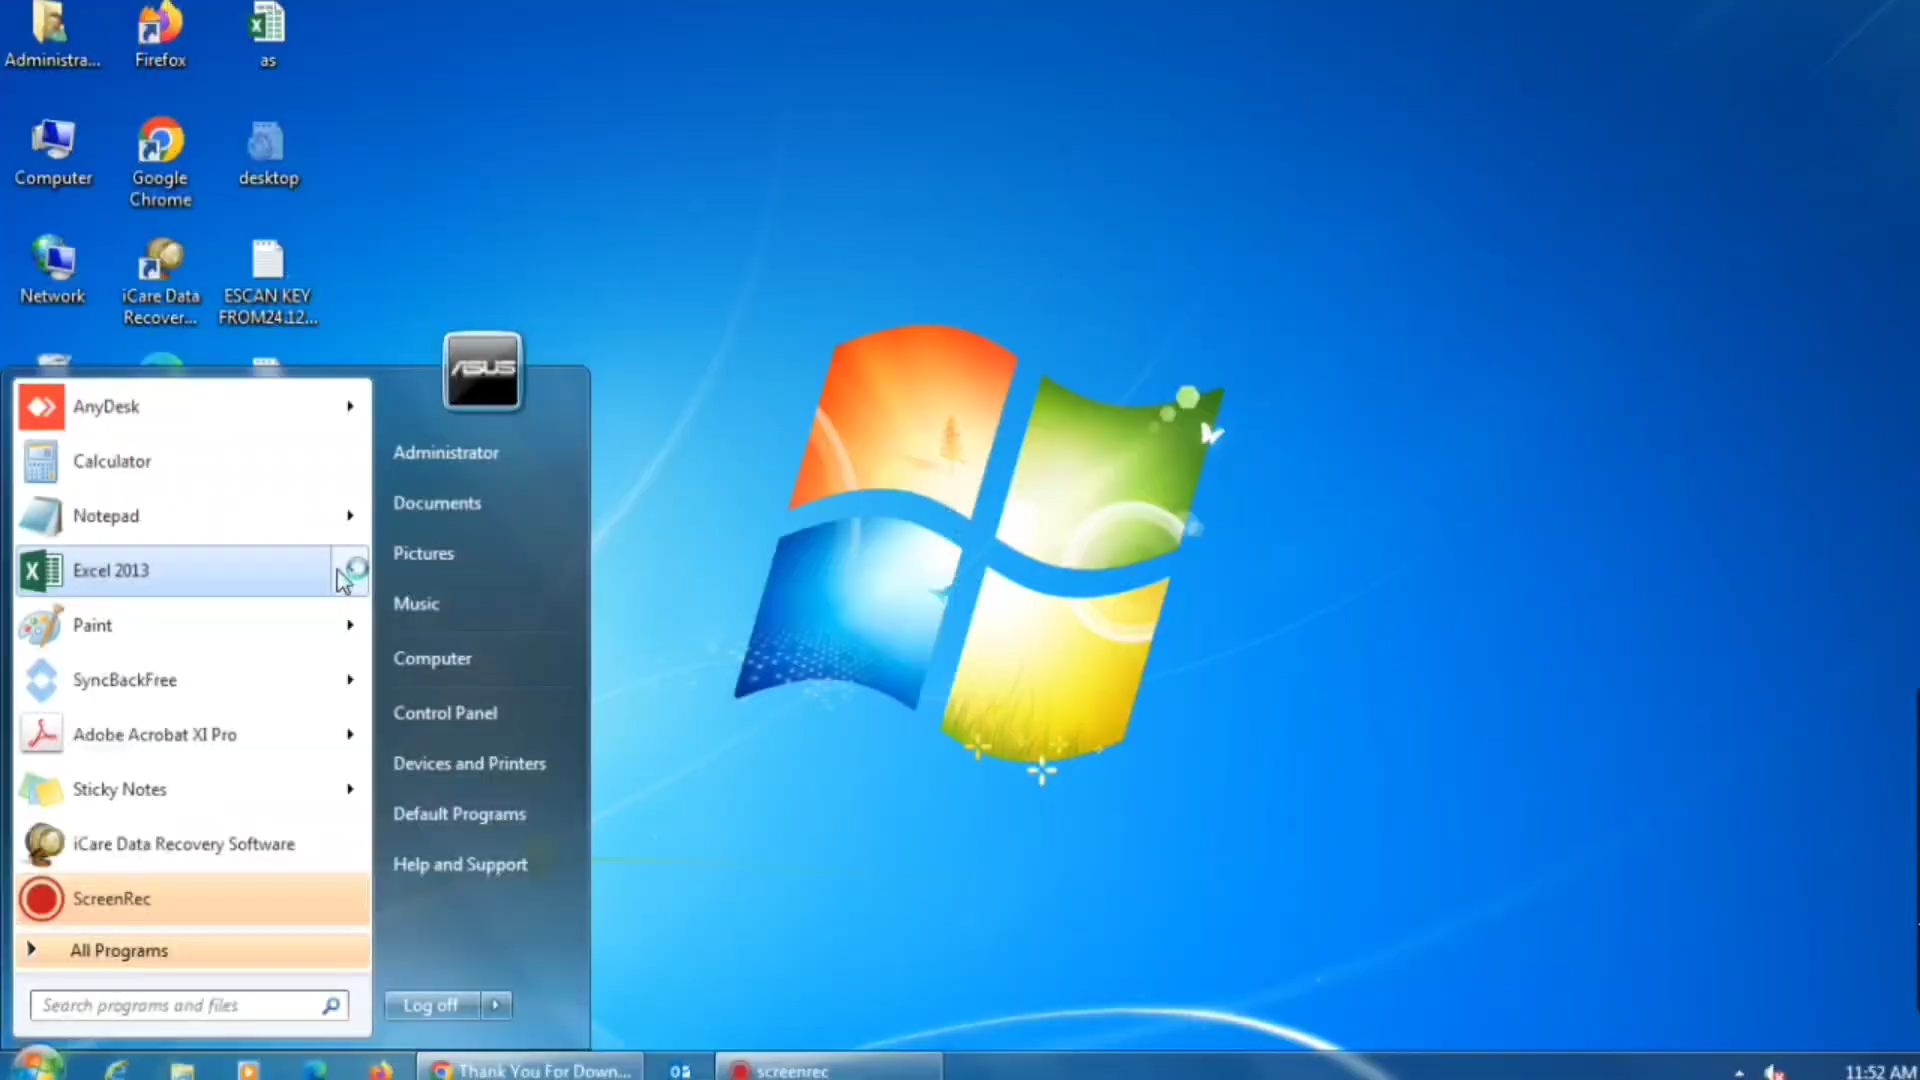 Administra...
Firefox
as
Computer
Google
Chrome
desktop
Network
iCare Data
Recover...
ESCAN KEY
FROM24.12...
ASUS
AnyDesk
Calculator
Notepad
Excel 2013
Paint
SyncBackFree
Adobe Acrobat XI Pro
Sticky Notes
iCare Data Recovery Software
ScreenRec
All Programs
Search programs and files
Administrator
Documents
Pictures
Music
Computer
Control Panel
Devices and Printers
Default Programs
Help and Support
Log off
Thank You For Down...
screenrec
11:52 AM